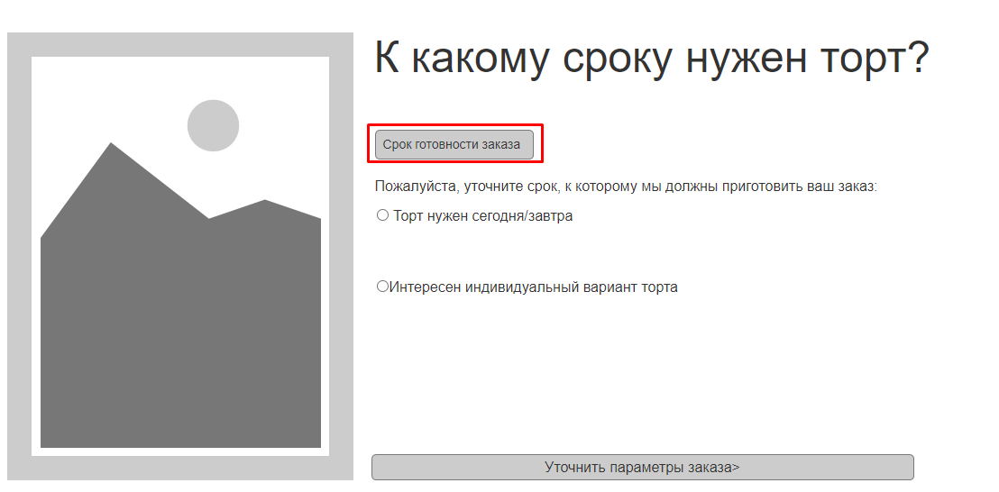 К какому сроку нужен торт?
Срок готовности заказа
Пожалуйста, уточните срок, к которому мы должны приготовить ваш заказ:
Торт нужен сегодня/завтра
Интересен индивидуальный вариант торта
Уточнить параметры заказа>